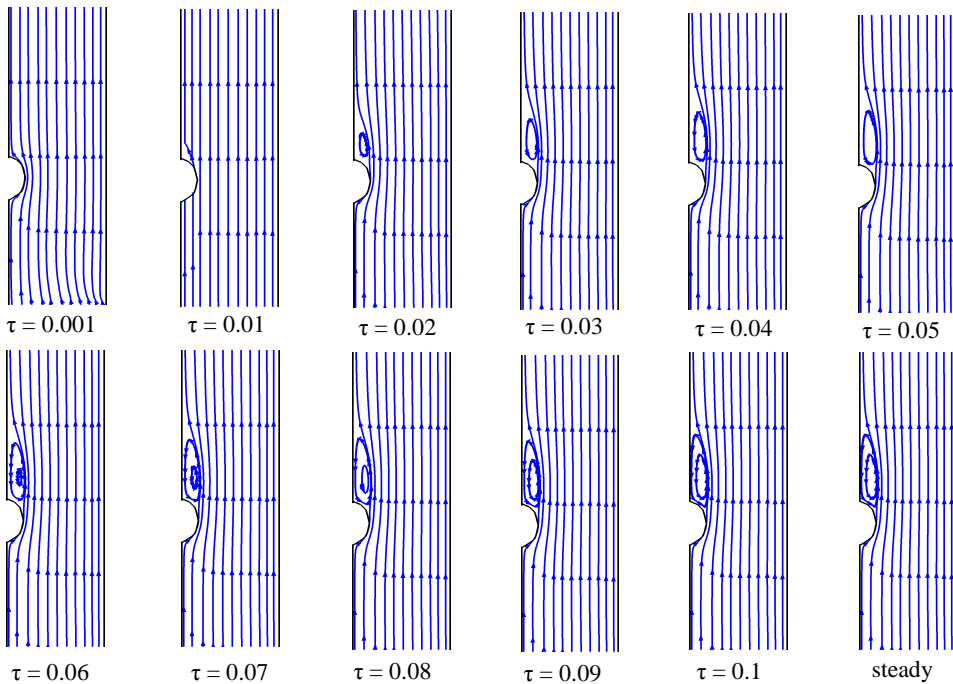 τ = 0.001
τ = 0.01
τ = 0.02
τ = 0.03
τ = 0.04
τ = 0.05
τ = 0.06
τ = 0.07
τ = 0.08
τ = 0.09
τ = 0.1
steady